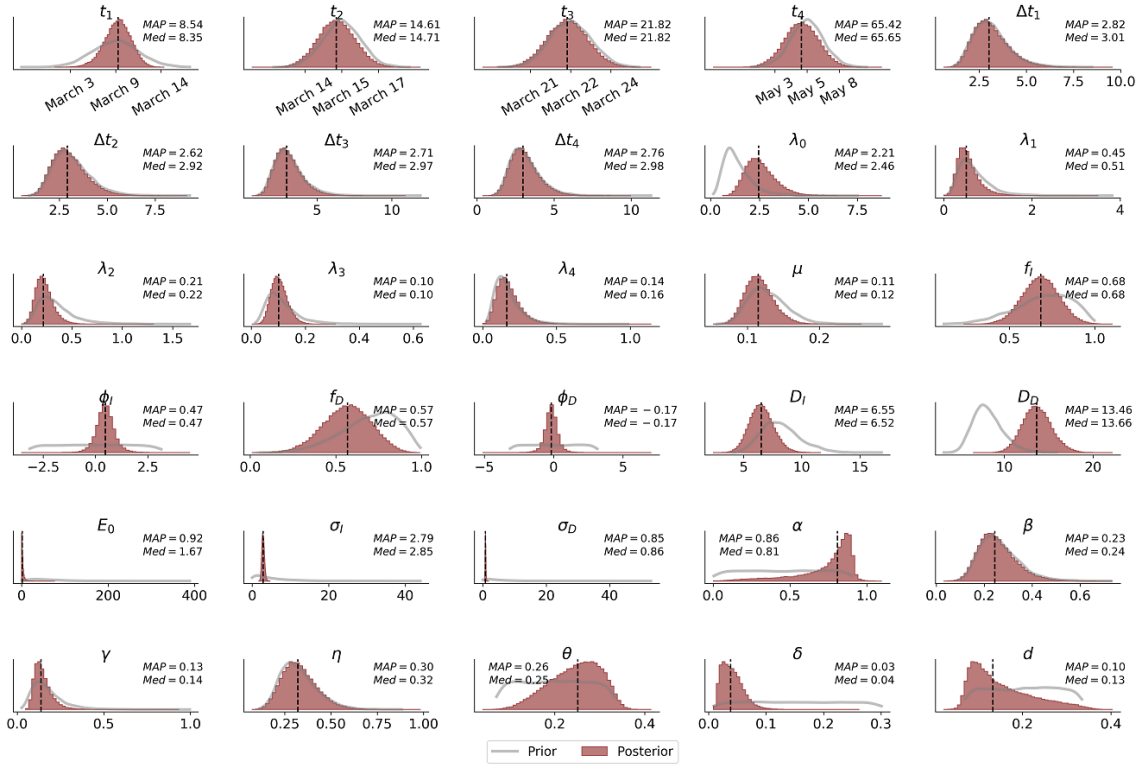 t₁
MAP = 8.54
Med = 8.35
March 3
March 9
March 14
t₂
MAP = 14.61
Med = 14.71
March 14
March 15
March 17
t₃
MAP = 21.82
Med = 21.82
March 21
March 22
March 24
t₄
MAP = 65.42
Med = 65.65
May 3
May 5
May 8
Δt₁
MAP = 2.82
Med = 3.01
2.5 5.0 7.5 10.0
Δt₂
MAP = 2.62
Med = 2.92
2.5 5.0 7.5
Δt₃
MAP = 2.71
Med = 2.97
5 10
Δt₄
MAP = 2.76
Med = 2.98
0 5 10
λ₀
MAP = 2.21
Med = 2.46
0.0 2.5 5.0 7.5
λ₁
MAP = 0.45
Med = 0.51
0 2 4
λ₂
MAP = 0.21
Med = 0.22
0.0 0.5 1.0 1.5
λ₃
MAP = 0.10
Med = 0.10
0.0 0.2 0.4 0.6
λ₄
MAP = 0.14
Med = 0.16
0.0 0.5 1.0
μ
MAP = 0.11
Med = 0.12
0.1 0.2
f_I
MAP = 0.68
Med = 0.68
0.5 1.0
ϕ_I
MAP = 0.47
Med = 0.47
−2.5 0.0 2.5
f_D
MAP = 0.57
Med = 0.57
0.0 0.5 1.0
ϕ_D
MAP = −0.17
Med = −0.17
−5 0 5
D_I
MAP = 6.55
Med = 6.52
5 10 15
D_D
MAP = 13.46
Med = 13.66
10 20
E₀
MAP = 0.92
Med = 1.67
0 200 400
σ_I
MAP = 2.79
Med = 2.85
0 20 40
σ_D
MAP = 0.85
Med = 0.86
0 20 40
α
MAP = 0.86
Med = 0.81
0.0 0.5 1.0
β
MAP = 0.23
Med = 0.24
0.0 0.2 0.4 0.6
γ
MAP = 0.13
Med = 0.14
0.0 0.5 1.0
η
MAP = 0.30
Med = 0.32
0.25 0.50 0.75 1.00
θ
MAP = 0.26
Med = 0.25
0.2 0.4
δ
MAP = 0.03
Med = 0.04
0.0 0.1 0.2 0.3
d
MAP = 0.10
Med = 0.13
0.2 0.4
Prior Posterior